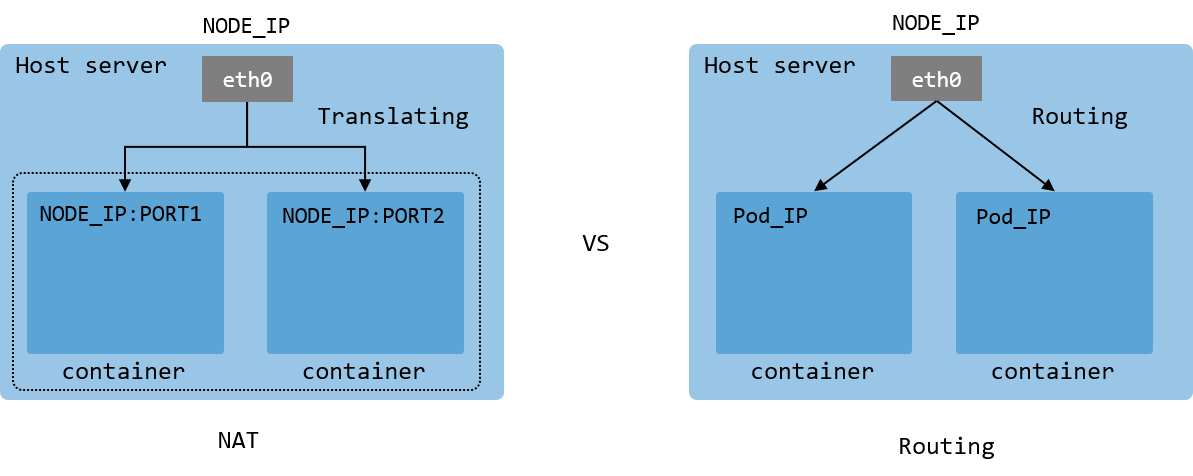 NODE_IP
Host server
eth0
Translating
NODE_IP:PORT1
NODE_IP:PORT2
container
container
NAT
VS
NODE_IP
Host server
eth0
Routing
Pod_IP
Pod_IP
container
container
Routing